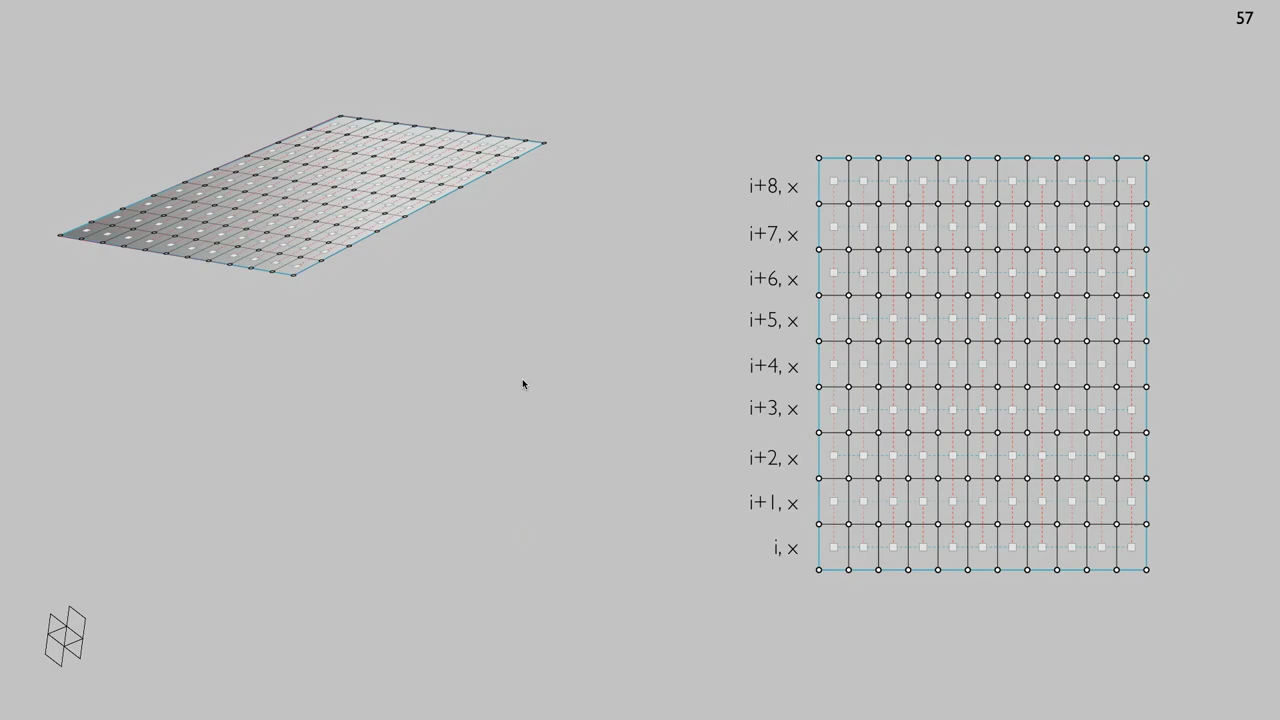 57
i+8, x
i+7, x
i+6, x
i+5, x
i+4, x
i+3, x
i+2, x
i+1, x
i, x